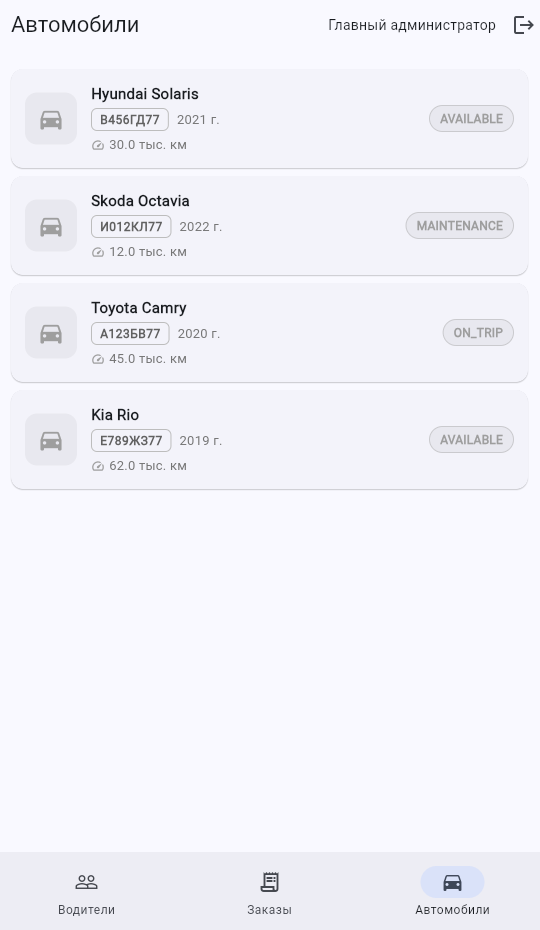 Автомобили
Главный администратор
Hyundai Solaris
В456ГД77 2021 г.
30.0 тыс. км
AVAILABLE
Skoda Octavia
И012КЛ77 2022 г.
12.0 тыс. км
MAINTENANCE
Toyota Camry
А123БВ77 2020 г.
45.0 тыс. км
ON_TRIP
Kia Rio
Е789ЖЗ77 2019 г.
62.0 тыс. км
AVAILABLE
Водители
Заказы
Автомобили